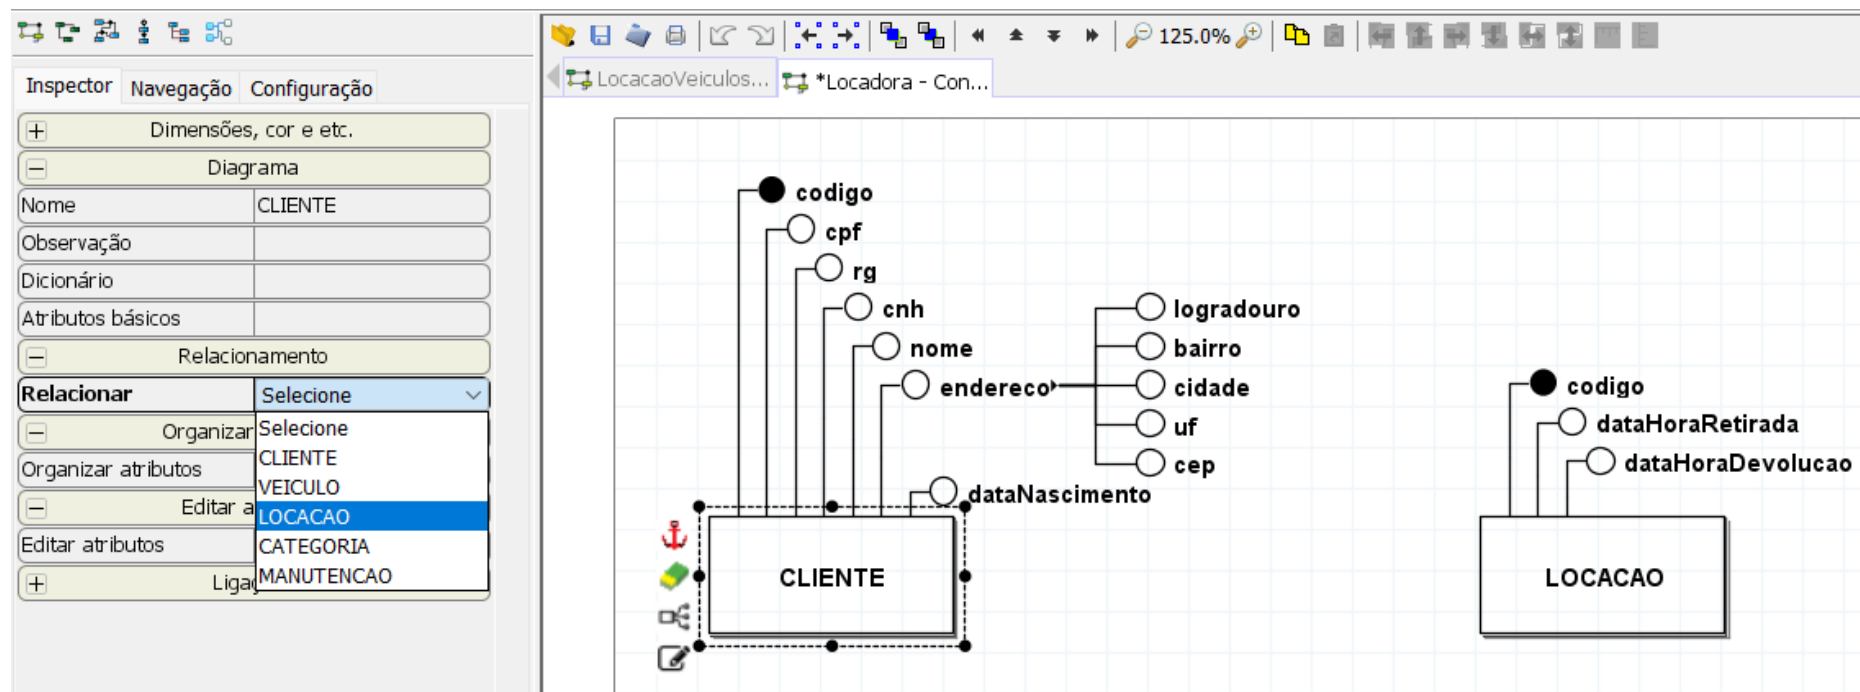 125.0%
Inspector Navegação Configuração
LocacaoVeiculos... *Locadora - Con...
Dimensões, cor e etc.
Diagrama
Nome CLIENTE
Observação
Dicionário
Atributos básicos
Relacionamento
Relacionar Selecione
Selecione
CLIENTE
VEICULO
LOCACAO
CATEGORIA
MANUTENCAO
Organizar
Organizar atributos
Editar a
Editar atributos
Liga
codigo
cpf
rg
cnh
nome
endereco
logradouro
bairro
cidade
uf
cep
dataNascimento
CLIENTE
codigo
dataHoraRetirada
dataHoraDevolucao
LOCACAO